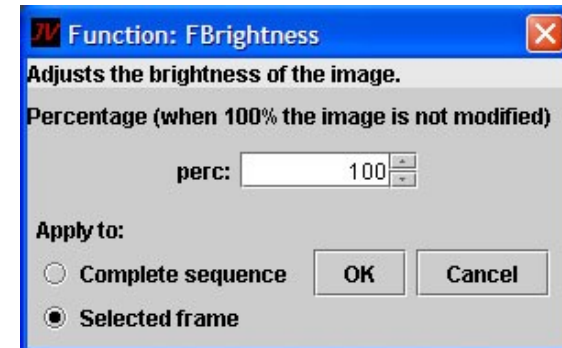 JV Function: FBrightness
Adjusts the brightness of the image.
Percentage (when 100% the image is not modified)
perc: 100
Apply to:
Complete sequence OK Cancel
Selected frame